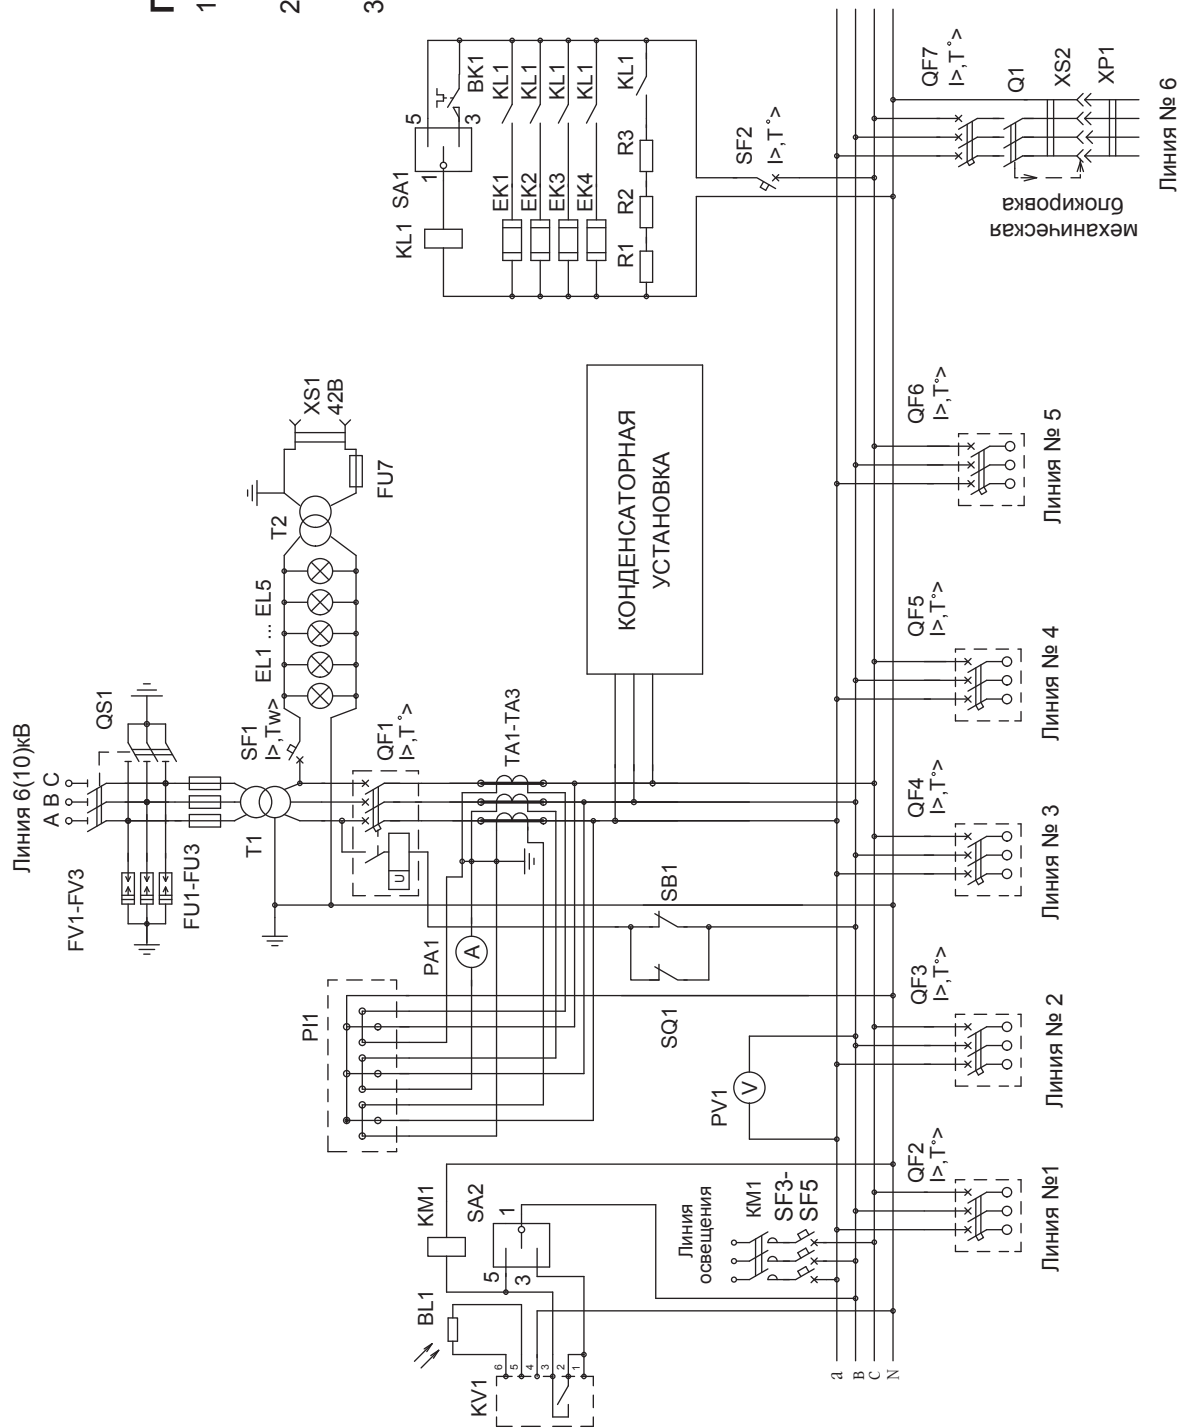 1
2
3
Линия 6(10)кВ
A B C
QS1
FV1-FV3
FU1-FU3
T1
SF1
I>,Tw>
EL1 ... EL5
T2
XS1
42В
FU7
QF1
I>,T°>
U
TA1-TA3
КОНДЕНСАТОРНАЯ
УСТАНОВКА
KL1
SA1
1
5
3
BK1
EK1
KL1
EK2
KL1
EK3
KL1
EK4
KL1
R1
R2
R3
KL1
SF2
I>,T°>
PI1
PA1
A
SB1
SQ1
PV1
V
BL1
KM1
SA2
1
5
3
KV1
6
5
4
3
2
1
Линия
освещения
KM1
SF3-
SF5
a
B
C
N
QF2
I>,T°>
Линия №1
QF3
I>,T°>
Линия № 2
QF4
I>,T°>
Линия № 3
QF5
I>,T°>
Линия № 4
QF6
I>,T°>
Линия № 5
QF7
I>,T°>
Q1
XS2
XP1
механическая
блокировка
Линия № 6